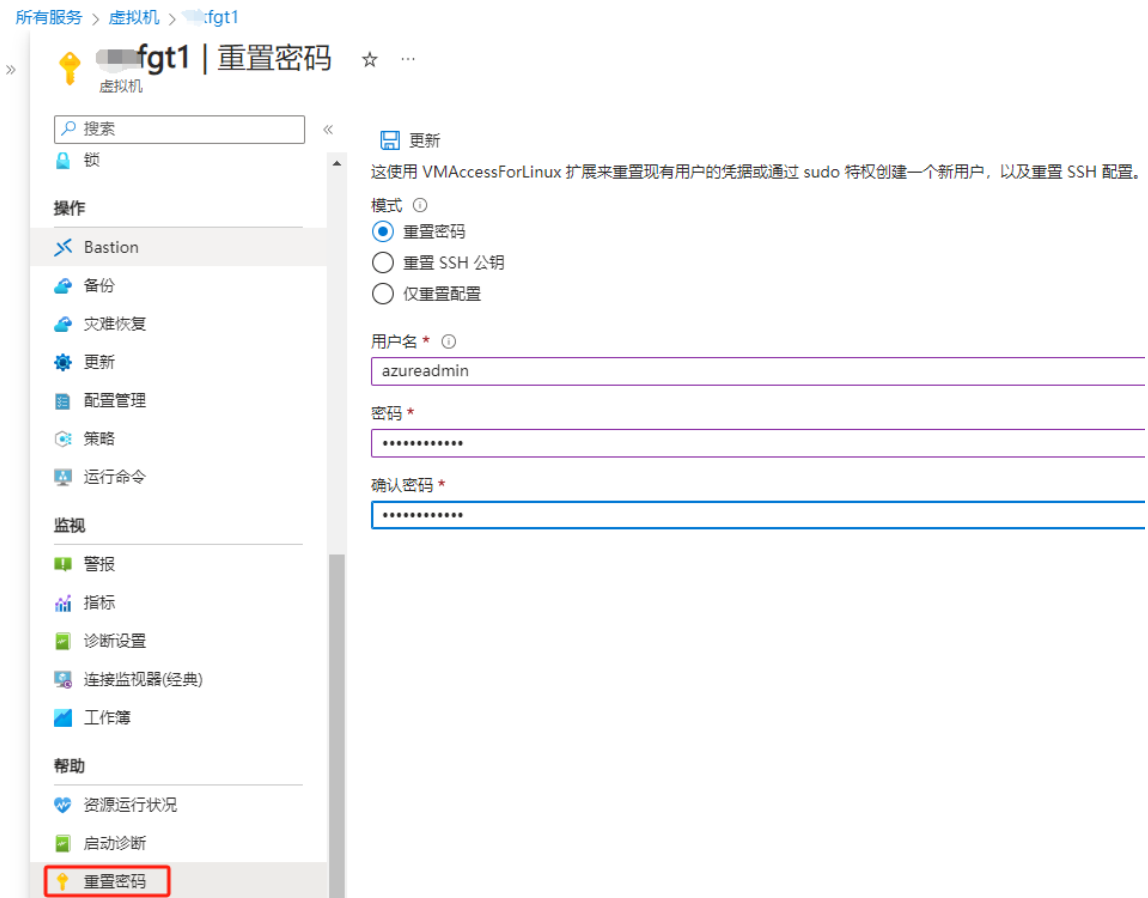 所有服务 > 虚拟机 > fgt1
fgt1 | 重置密码
虚拟机
搜索
锁
操作
Bastion
备份
灾难恢复
更新
配置管理
策略
运行命令
监视
警报
指标
诊断设置
连接监视器(经典)
工作簿
帮助
资源运行状况
启动诊断
重置密码
更新
这使用 VMAccessForLinux 扩展来重置现有用户的凭据或通过 sudo 特权创建一个新用户，以及重置 SSH 配置。
模式
重置密码
重置 SSH 公钥
仅重置配置
用户名 *
azureadmin
密码 *
••••••••••••
确认密码 *
••••••••••••